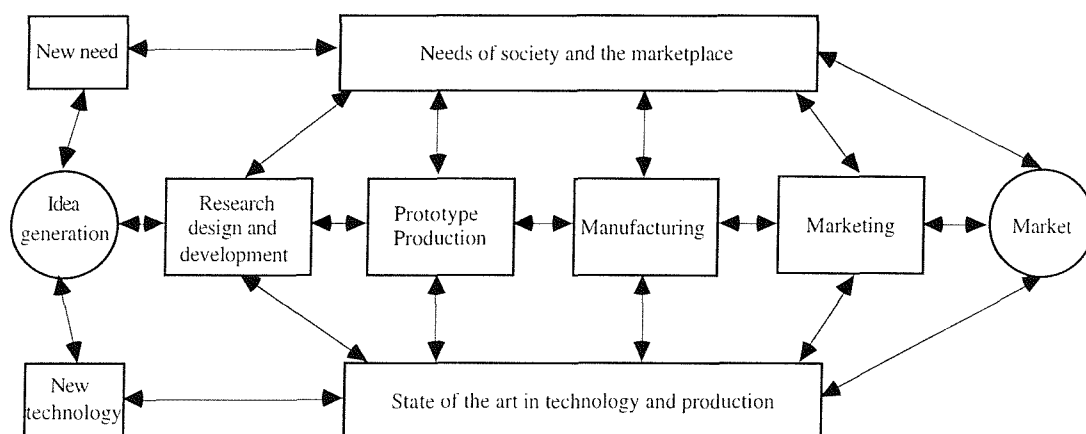 New need
Needs of society and the marketplace
Idea
generation
Research
design and
development
Prototype
Production
Manufacturing
Marketing
Market
New
technology
State of the art in technology and production